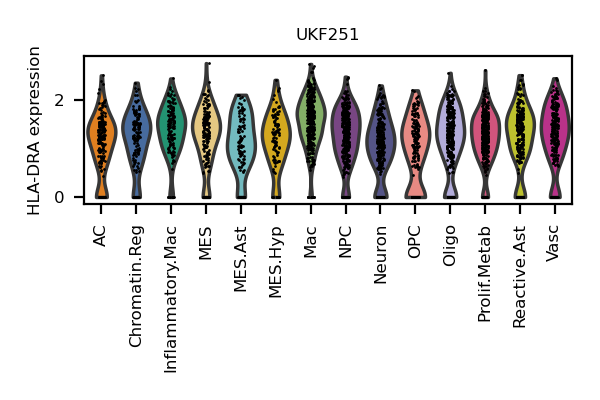 UKF251
HLA-DRA expression
2
0
AC
Chromatin.Reg
Inflammatory.Mac
MES
MES.Ast
MES.Hyp
Mac
NPC
Neuron
OPC
Oligo
Prolif.Metab
Reactive.Ast
Vasc